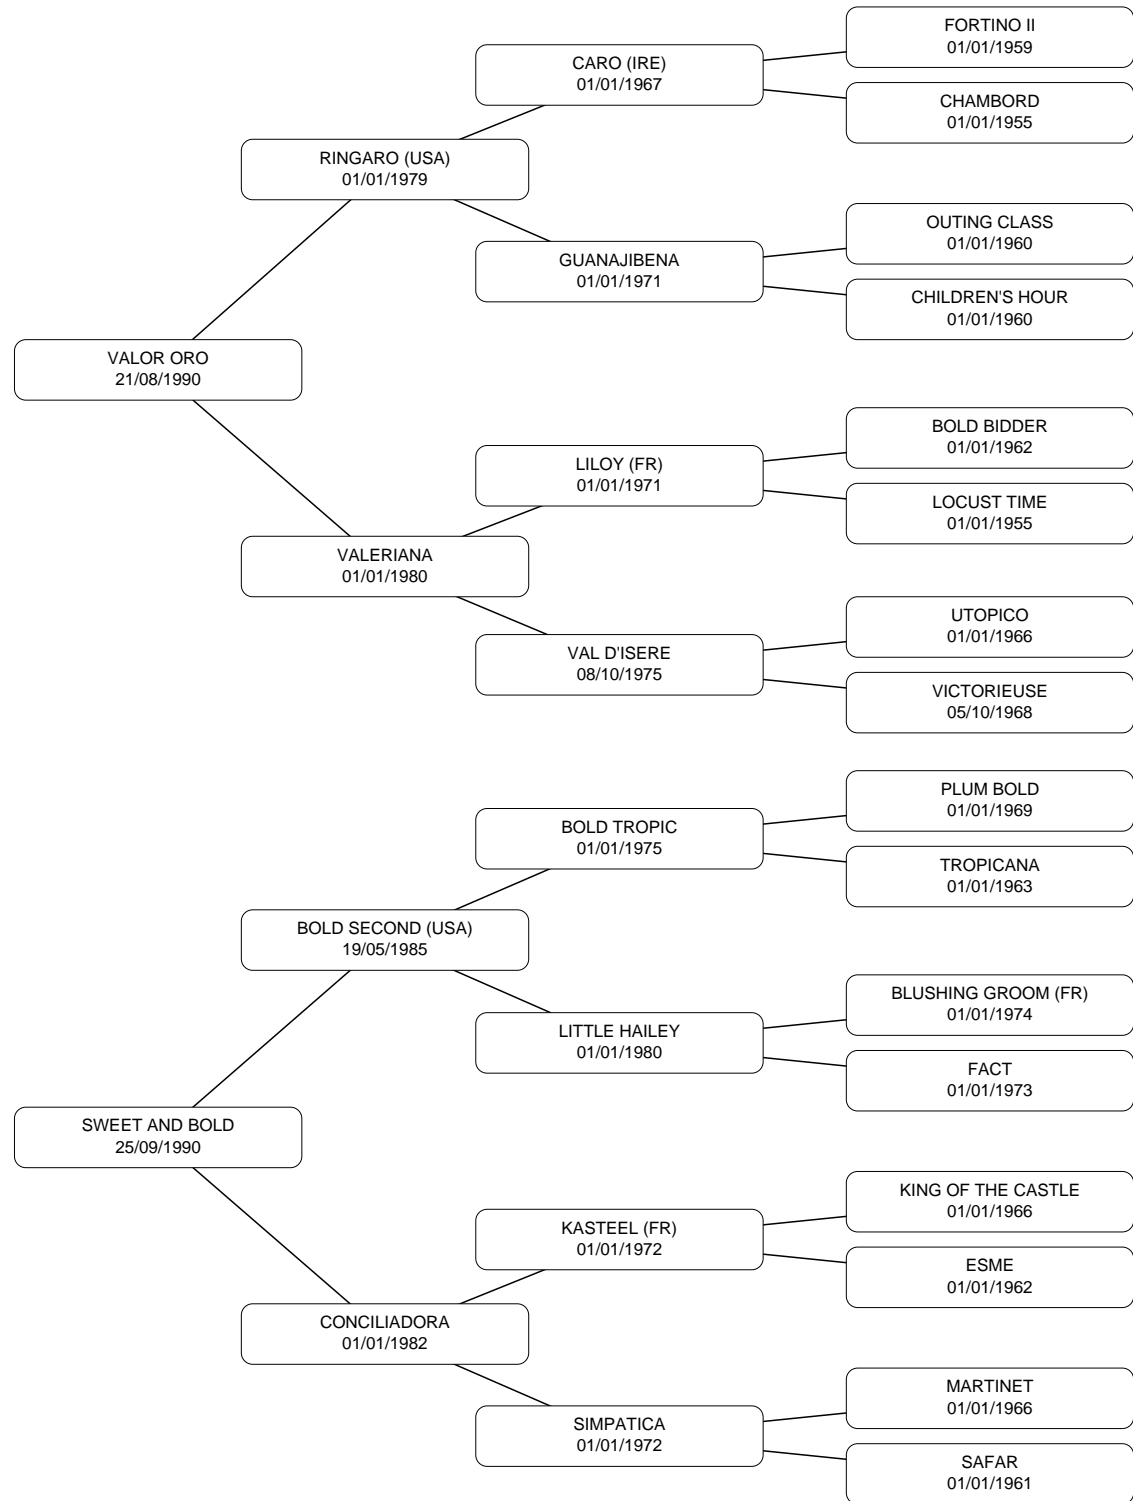 FORTINO II
01/01/1959
CARO (IRE)
01/01/1967
CHAMBORD
01/01/1955
RINGARO (USA)
01/01/1979
OUTING CLASS
01/01/1960
GUANAJIBENA
01/01/1971
CHILDREN'S HOUR
01/01/1960
VALOR ORO
21/08/1990
BOLD BIDDER
01/01/1962
LILOY (FR)
01/01/1971
LOCUST TIME
01/01/1955
VALERIANA
01/01/1980
UTOPICO
01/01/1966
VAL D'ISERE
08/10/1975
VICTORIEUSE
05/10/1968
PLUM BOLD
01/01/1969
BOLD TROPIC
01/01/1975
TROPICANA
01/01/1963
BOLD SECOND (USA)
19/05/1985
BLUSHING GROOM (FR)
01/01/1974
LITTLE HAILEY
01/01/1980
FACT
01/01/1973
SWEET AND BOLD
25/09/1990
KING OF THE CASTLE
01/01/1966
KASTEEL (FR)
01/01/1972
ESME
01/01/1962
CONCILIADORA
01/01/1982
MARTINET
01/01/1966
SIMPATICA
01/01/1972
SAFAR
01/01/1961